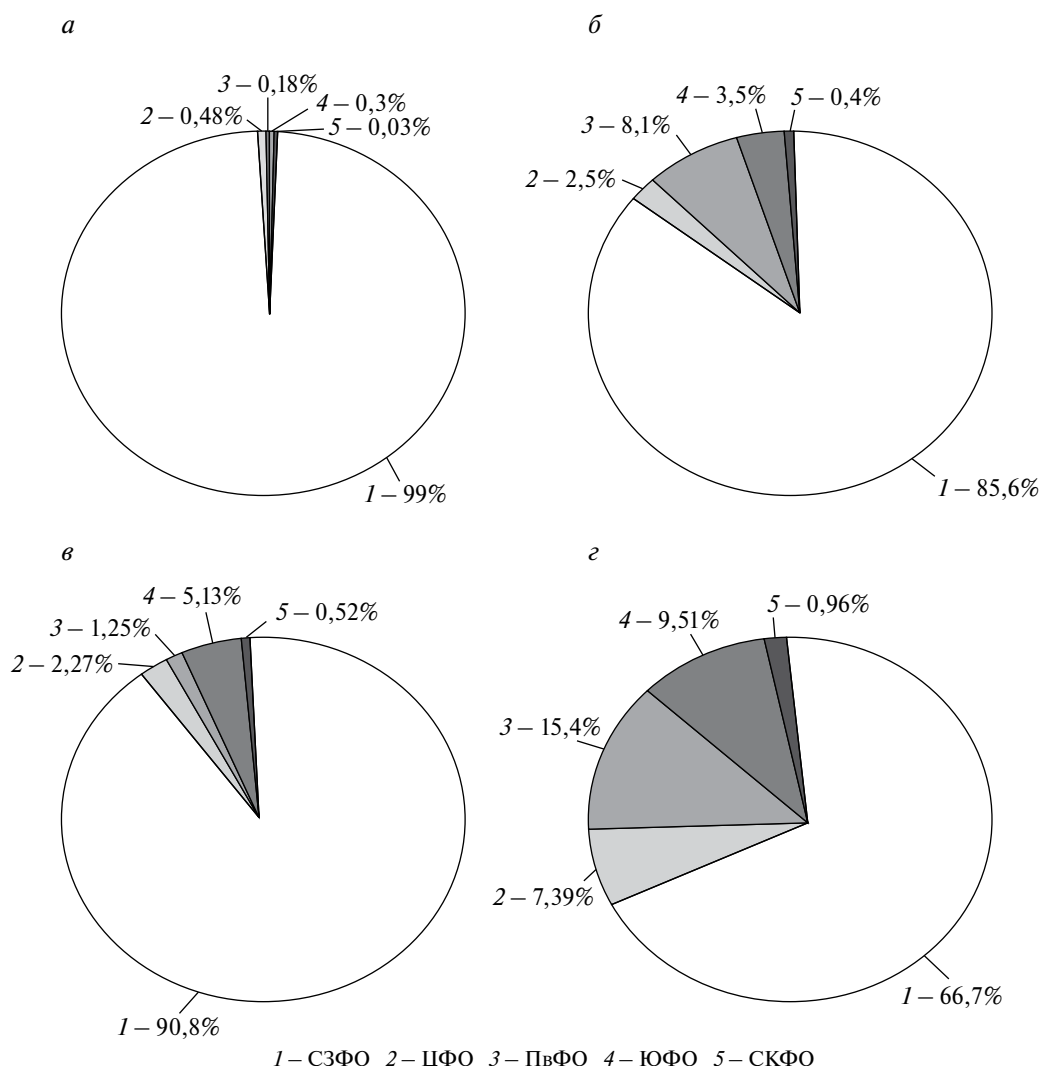 а
3 – 0,18%
2 – 0,48%
4 – 0,3%
5 – 0,03%
1 – 99%
б
4 – 3,5%
5 – 0,4%
3 – 8,1%
2 – 2,5%
1 – 85,6%
в
4 – 5,13%
5 – 0,52%
3 – 1,25%
2 – 2,27%
1 – 90,8%
г
5 – 0,96%
4 – 9,51%
3 – 15,4%
2 – 7,39%
1 – 66,7%
1 – СЗФО 2 – ЦФО 3 – ПвФО 4 – ЮФО 5 – СКФО